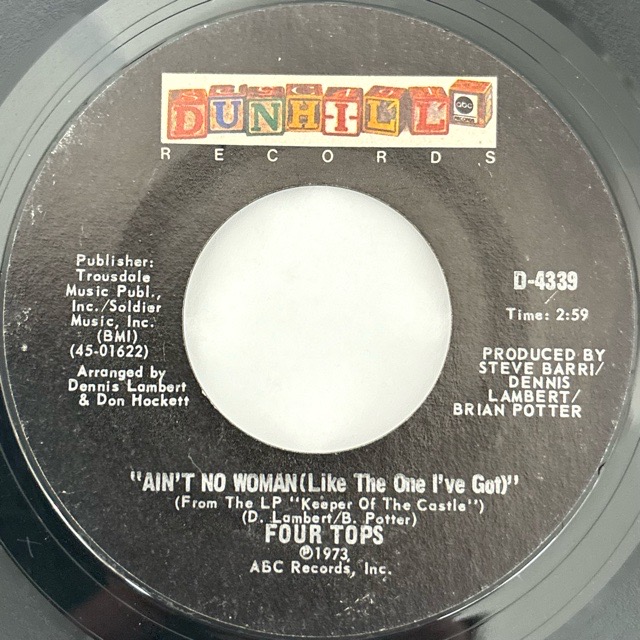 DUNHILL abc
RECORDS
Publisher:
Trousdale
Music Publ.,
Inc./Soldier
Music, Inc.
(BMI)
(45-01622)
Arranged by
Dennis Lambert
& Don Hockett
D-4339
Time: 2:59
PRODUCED BY
STEVE BARRI/
DENNIS
LAMBERT/
BRIAN POTTER
"AIN'T NO WOMAN(Like The One I've Got)"
(From The LP "Keeper Of The Castle")
(D. Lambert/B. Potter)
FOUR TOPS
℗1973
ABC Records, Inc.